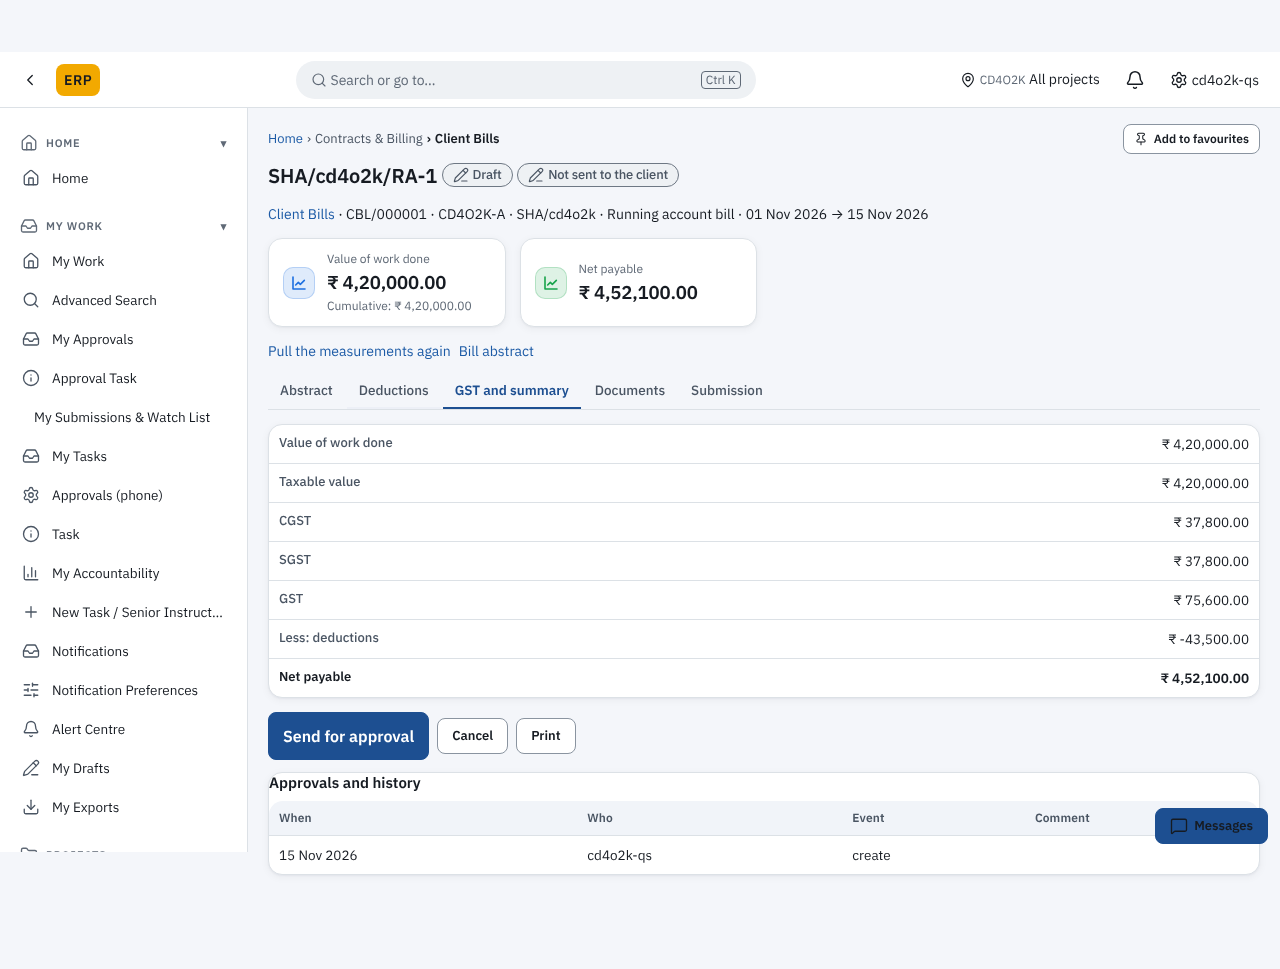 ERP
Search or go to...
Ctrl K
CD4O2K All projects
cd4o2k-qs
HOME
Home
MY WORK
My Work
Advanced Search
My Approvals
Approval Task
My Submissions & Watch List
My Tasks
Approvals (phone)
Task
My Accountability
New Task / Senior Instruct...
Notifications
Notification Preferences
Alert Centre
My Drafts
My Exports
Home › Contracts & Billing › Client Bills
Add to favourites
SHA/cd4o2k/RA-1 Draft Not sent to the client
Client Bills · CBL/000001 · CD4O2K-A · SHA/cd4o2k · Running account bill · 01 Nov 2026 → 15 Nov 2026
Value of work done
₹ 4,20,000.00
Cumulative: ₹ 4,20,000.00
Net payable
₹ 4,52,100.00
Pull the measurements again Bill abstract
Abstract Deductions GST and summary Documents Submission
Value of work done ₹ 4,20,000.00
Taxable value ₹ 4,20,000.00
CGST ₹ 37,800.00
SGST ₹ 37,800.00
GST ₹ 75,600.00
Less: deductions ₹ -43,500.00
Net payable ₹ 4,52,100.00
Send for approval Cancel Print
Approvals and history
When Who Event Comment
15 Nov 2026 cd4o2k-qs create
Messages